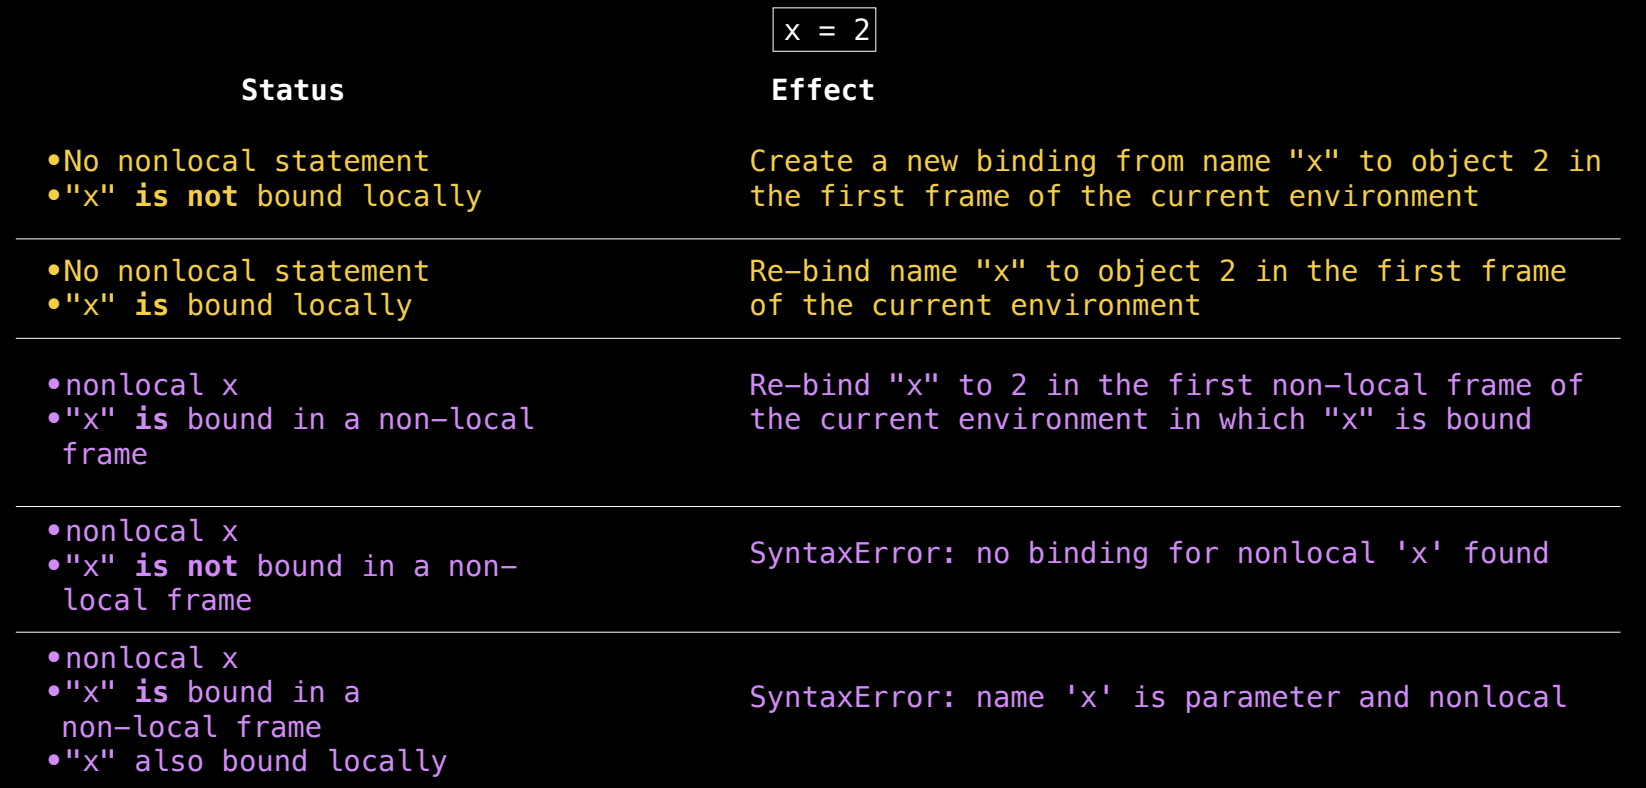 x = 2
Status
Effect
•No nonlocal statement
•"x" is not bound locally
Create a new binding from name "x" to object 2 in
the first frame of the current environment
•No nonlocal statement
•"x" is bound locally
Re–bind name "x" to object 2 in the first frame
of the current environment
•nonlocal x
•"x" is bound in a non–local
frame
Re–bind "x" to 2 in the first non–local frame of
the current environment in which "x" is bound
•nonlocal x
•"x" is not bound in a non–
local frame
SyntaxError: no binding for nonlocal 'x' found
•nonlocal x
•"x" is bound in a
non–local frame
•"x" also bound locally
SyntaxError: name 'x' is parameter and nonlocal